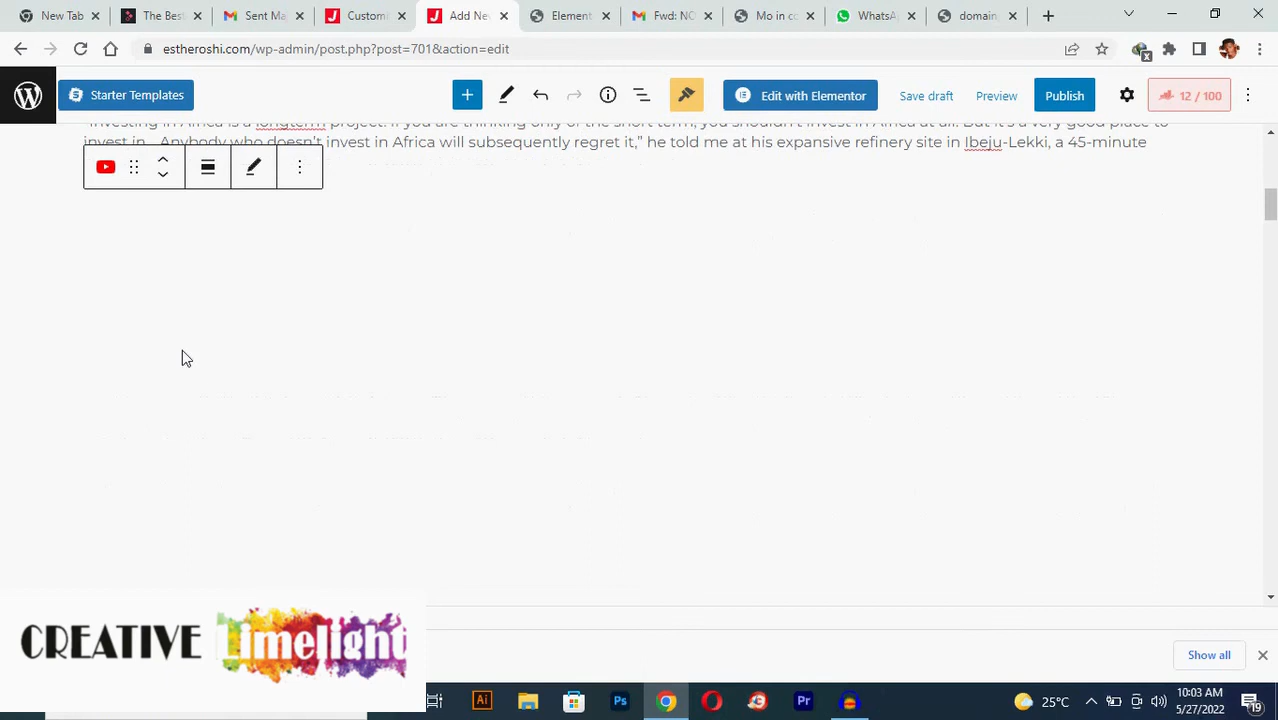 New Tab
The Bes
Sent Ma
Custom
Add Ne
Element
Fwd: NC
Mo in co
WhatsA
domain
estheroshi.com/wp-admin/post.php?post=701&action=edit
Starter Templates
Edit with Elementor
Save draft
Preview
Publish
12 / 100
"Investing in Africa is a longterm project. If you are thinking only of the short term, you shouldn't invest in Africa at all. But it's a very good place to
invest in. Anybody who doesn't invest in Africa will subsequently regret it," he told me at his expansive refinery site in Ibeju-Lekki, a 45-minute
CREATIVE Limelight
Show all
Ai
Ps
Pr
25°C
10:03 AM
5/27/2022
19